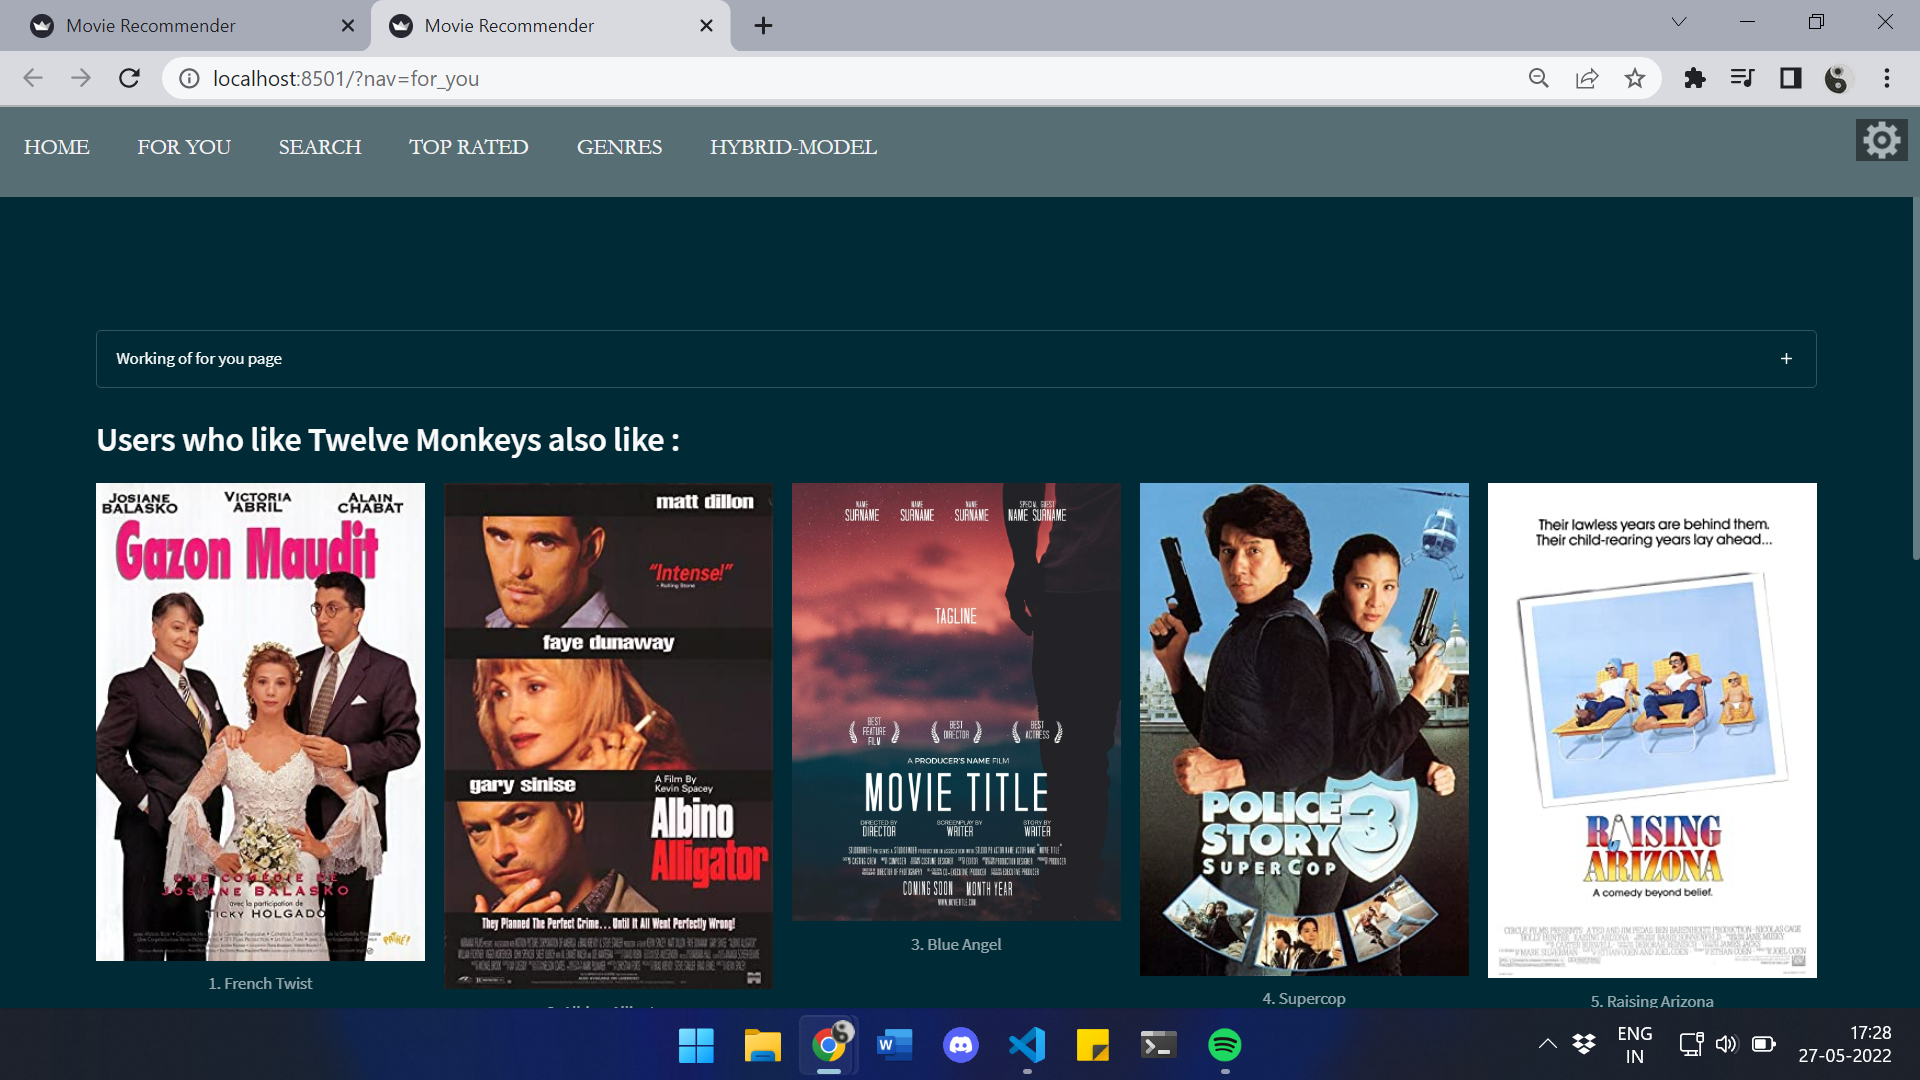 Movie Recommender
Movie Recommender
localhost:8501/?nav=for_you
HOME FOR YOU SEARCH TOP RATED GENRES HYBRID-MODEL
Working of for you page
+
Users who like Twelve Monkeys also like :
JOSIANE BALASKO
VICTORIA ABRIL
ALAIN CHABAT
Gazon Maudit
UNE COMÉDIE DE
JOSIANE BALASKO
avec la participation de
TICKY HOLGADO
PATHÉ!
1. French Twist
matt dillon
"Intense!"
- Rolling Stone
faye dunaway
gary sinise
A Film By
Kevin Spacey
Albino
Alligator
They Planned The Perfect Crime... Until It All Went Perfectly Wrong!
NAME SURNAME
NAME SURNAME
NAME SURNAME
SPECIAL GUEST NAME SURNAME
TAGLINE
BEST FEATURE FILM
BEST DIRECTOR
BEST ACTRESS
A PRODUCER'S NAME FILM
MOVIE TITLE
DIRECTED BY DIRECTOR
SCREENPLAY BY WRITER
STORY BY WRITER
COMING SOON MONTH YEAR
WWW.MOVIETITLE.COM
3. Blue Angel
POLICE
STORY 3
SUPERCOP
4. Supercop
Their lawless years are behind them.
Their child-rearing years lay ahead...
RAISING
ARIZONA
A comedy beyond belief.
5. Raising Arizona
ENG
IN
17:28
27-05-2022